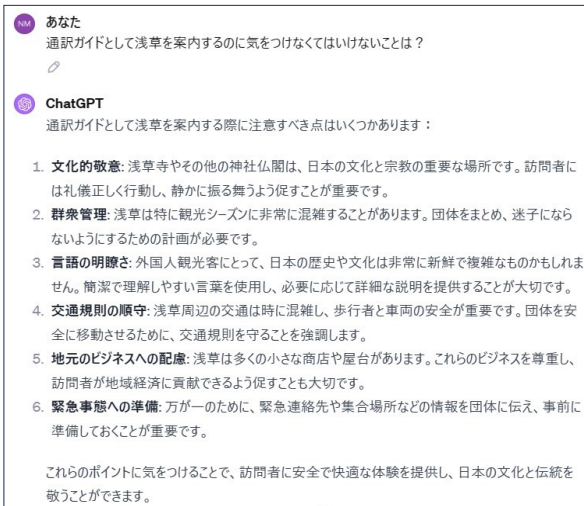 NM あなた
通訳ガイドとして浅草を案内するのに気をつけなくてはいけないことは？
ChatGPT
通訳ガイドとして浅草を案内する際に注意すべき点はいくつかあります：
1. 文化的敬意: 浅草寺やその他の神社仏閣は、日本の文化と宗教の重要な場所です。訪問者に
は礼儀正しく行動し、静かに振る舞うよう促すことが重要です。
2. 群衆管理: 浅草は特に観光シーズンに非常に混雑することがあります。団体をまとめ、迷子になら
ないようにするための計画が必要です。
3. 言語の明瞭さ: 外国人観光客にとって、日本の歴史や文化は非常に新鮮で複雑なものかもしれま
せん。簡潔で理解しやすい言葉を使用し、必要に応じて詳細な説明を提供することが大切です。
4. 交通規則の順守: 浅草周辺の交通は時に混雑し、歩行者と車両の安全が重要です。団体を安
全に移動させるために、交通規則を守ることを強調します。
5. 地元のビジネスへの配慮: 浅草は多くの小さな商店や屋台があります。これらのビジネスを尊重し、
訪問者が地域経済に貢献できるよう促すことも大切です。
6. 緊急事態への準備: 万が一のために、緊急連絡先や集合場所などの情報を団体に伝え、事前に
準備しておくことが重要です。
これらのポイントに気をつけることで、訪問者に安全で快適な体験を提供し、日本の文化と伝統を
敬うことができます。